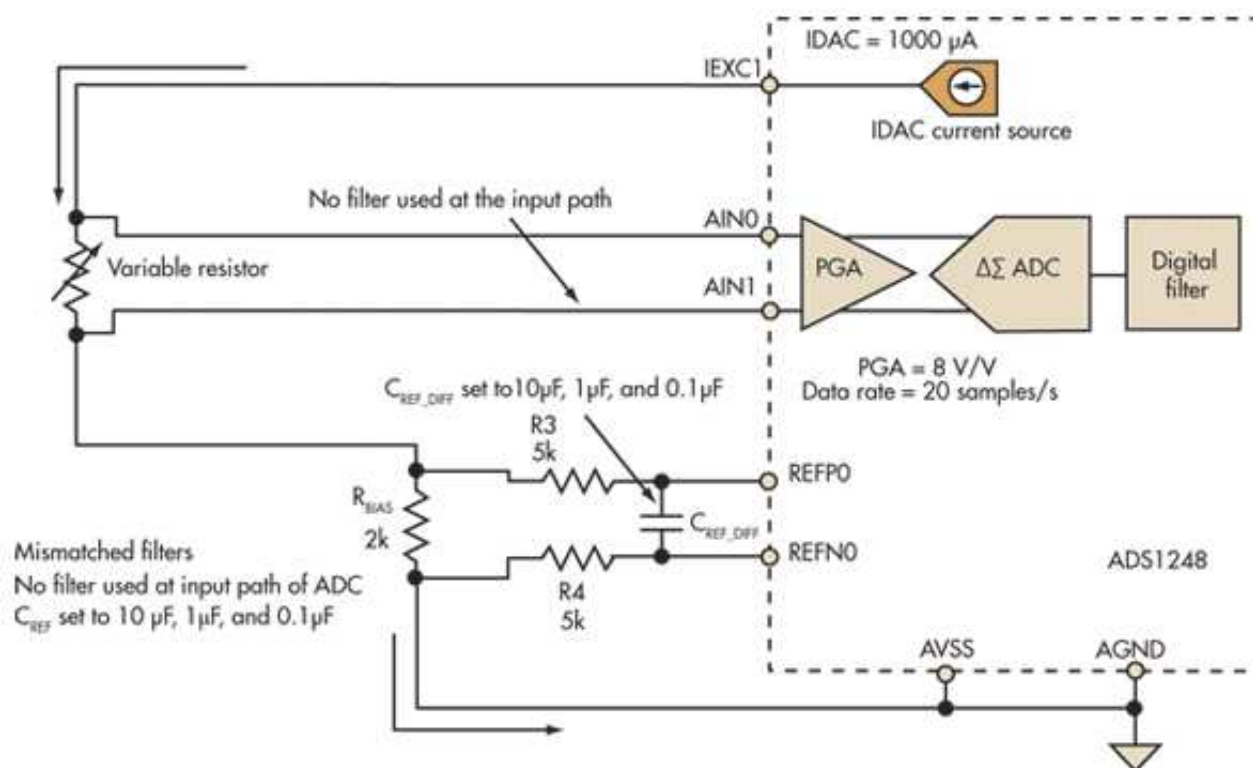 IDAC = 1000 µA
IEXC1
IDAC current source
No filter used at the input path
AIN0
Variable resistor
PGA
ΔΣ ADC
Digital
filter
AIN1
PGA = 8 V/V
Data rate = 20 samples/s
C_REF_DIFF set to10µF, 1µF, and 0.1µF
R3
5k
REFP0
R_BIAS
2k
C_REF_DIFF
REFN0
Mismatched filters
No filter used at input path of ADC
C_REF set to 10 µF, 1µF, and 0.1µF
R4
5k
ADS1248
AVSS
AGND